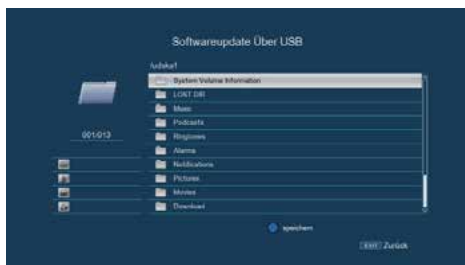 Softwareupdate Über USB
/udska1
System Volume Information
LOST.DIR
Music
Podcasts
001/013
Ringtones
Alarms
Notifications
Pictures
Movies
Download
speichern
EXIT Zurück